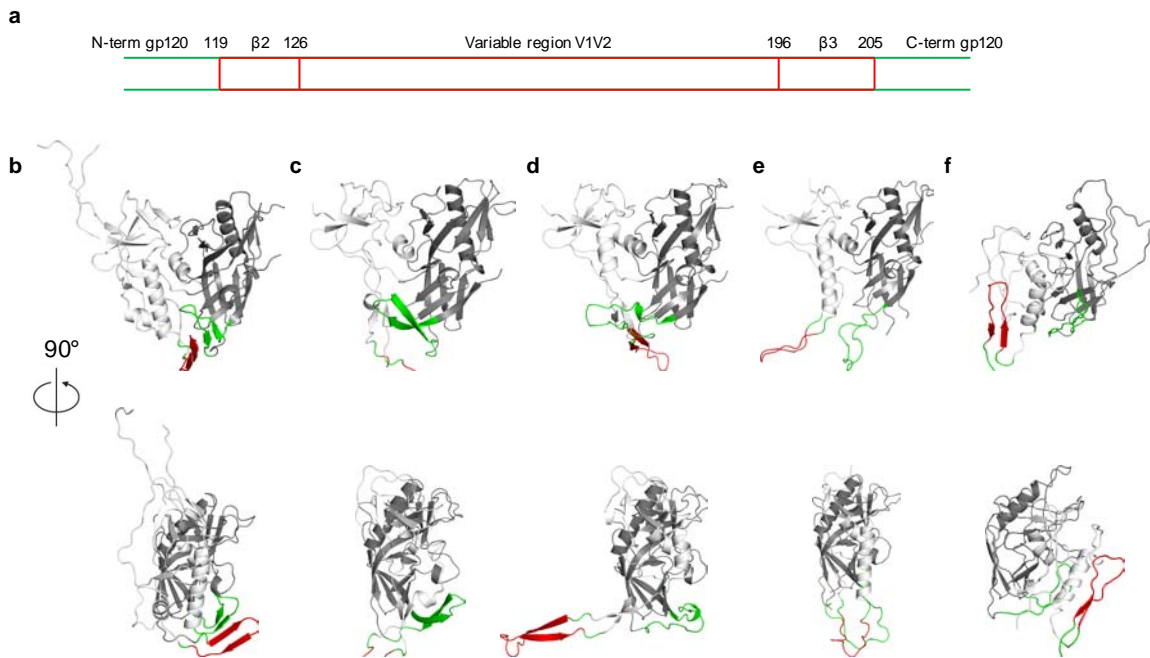 a
N-term gp120 119 β2 126 Variable region V1V2 196 β3 205 C-term gp120
b c d e f
90°